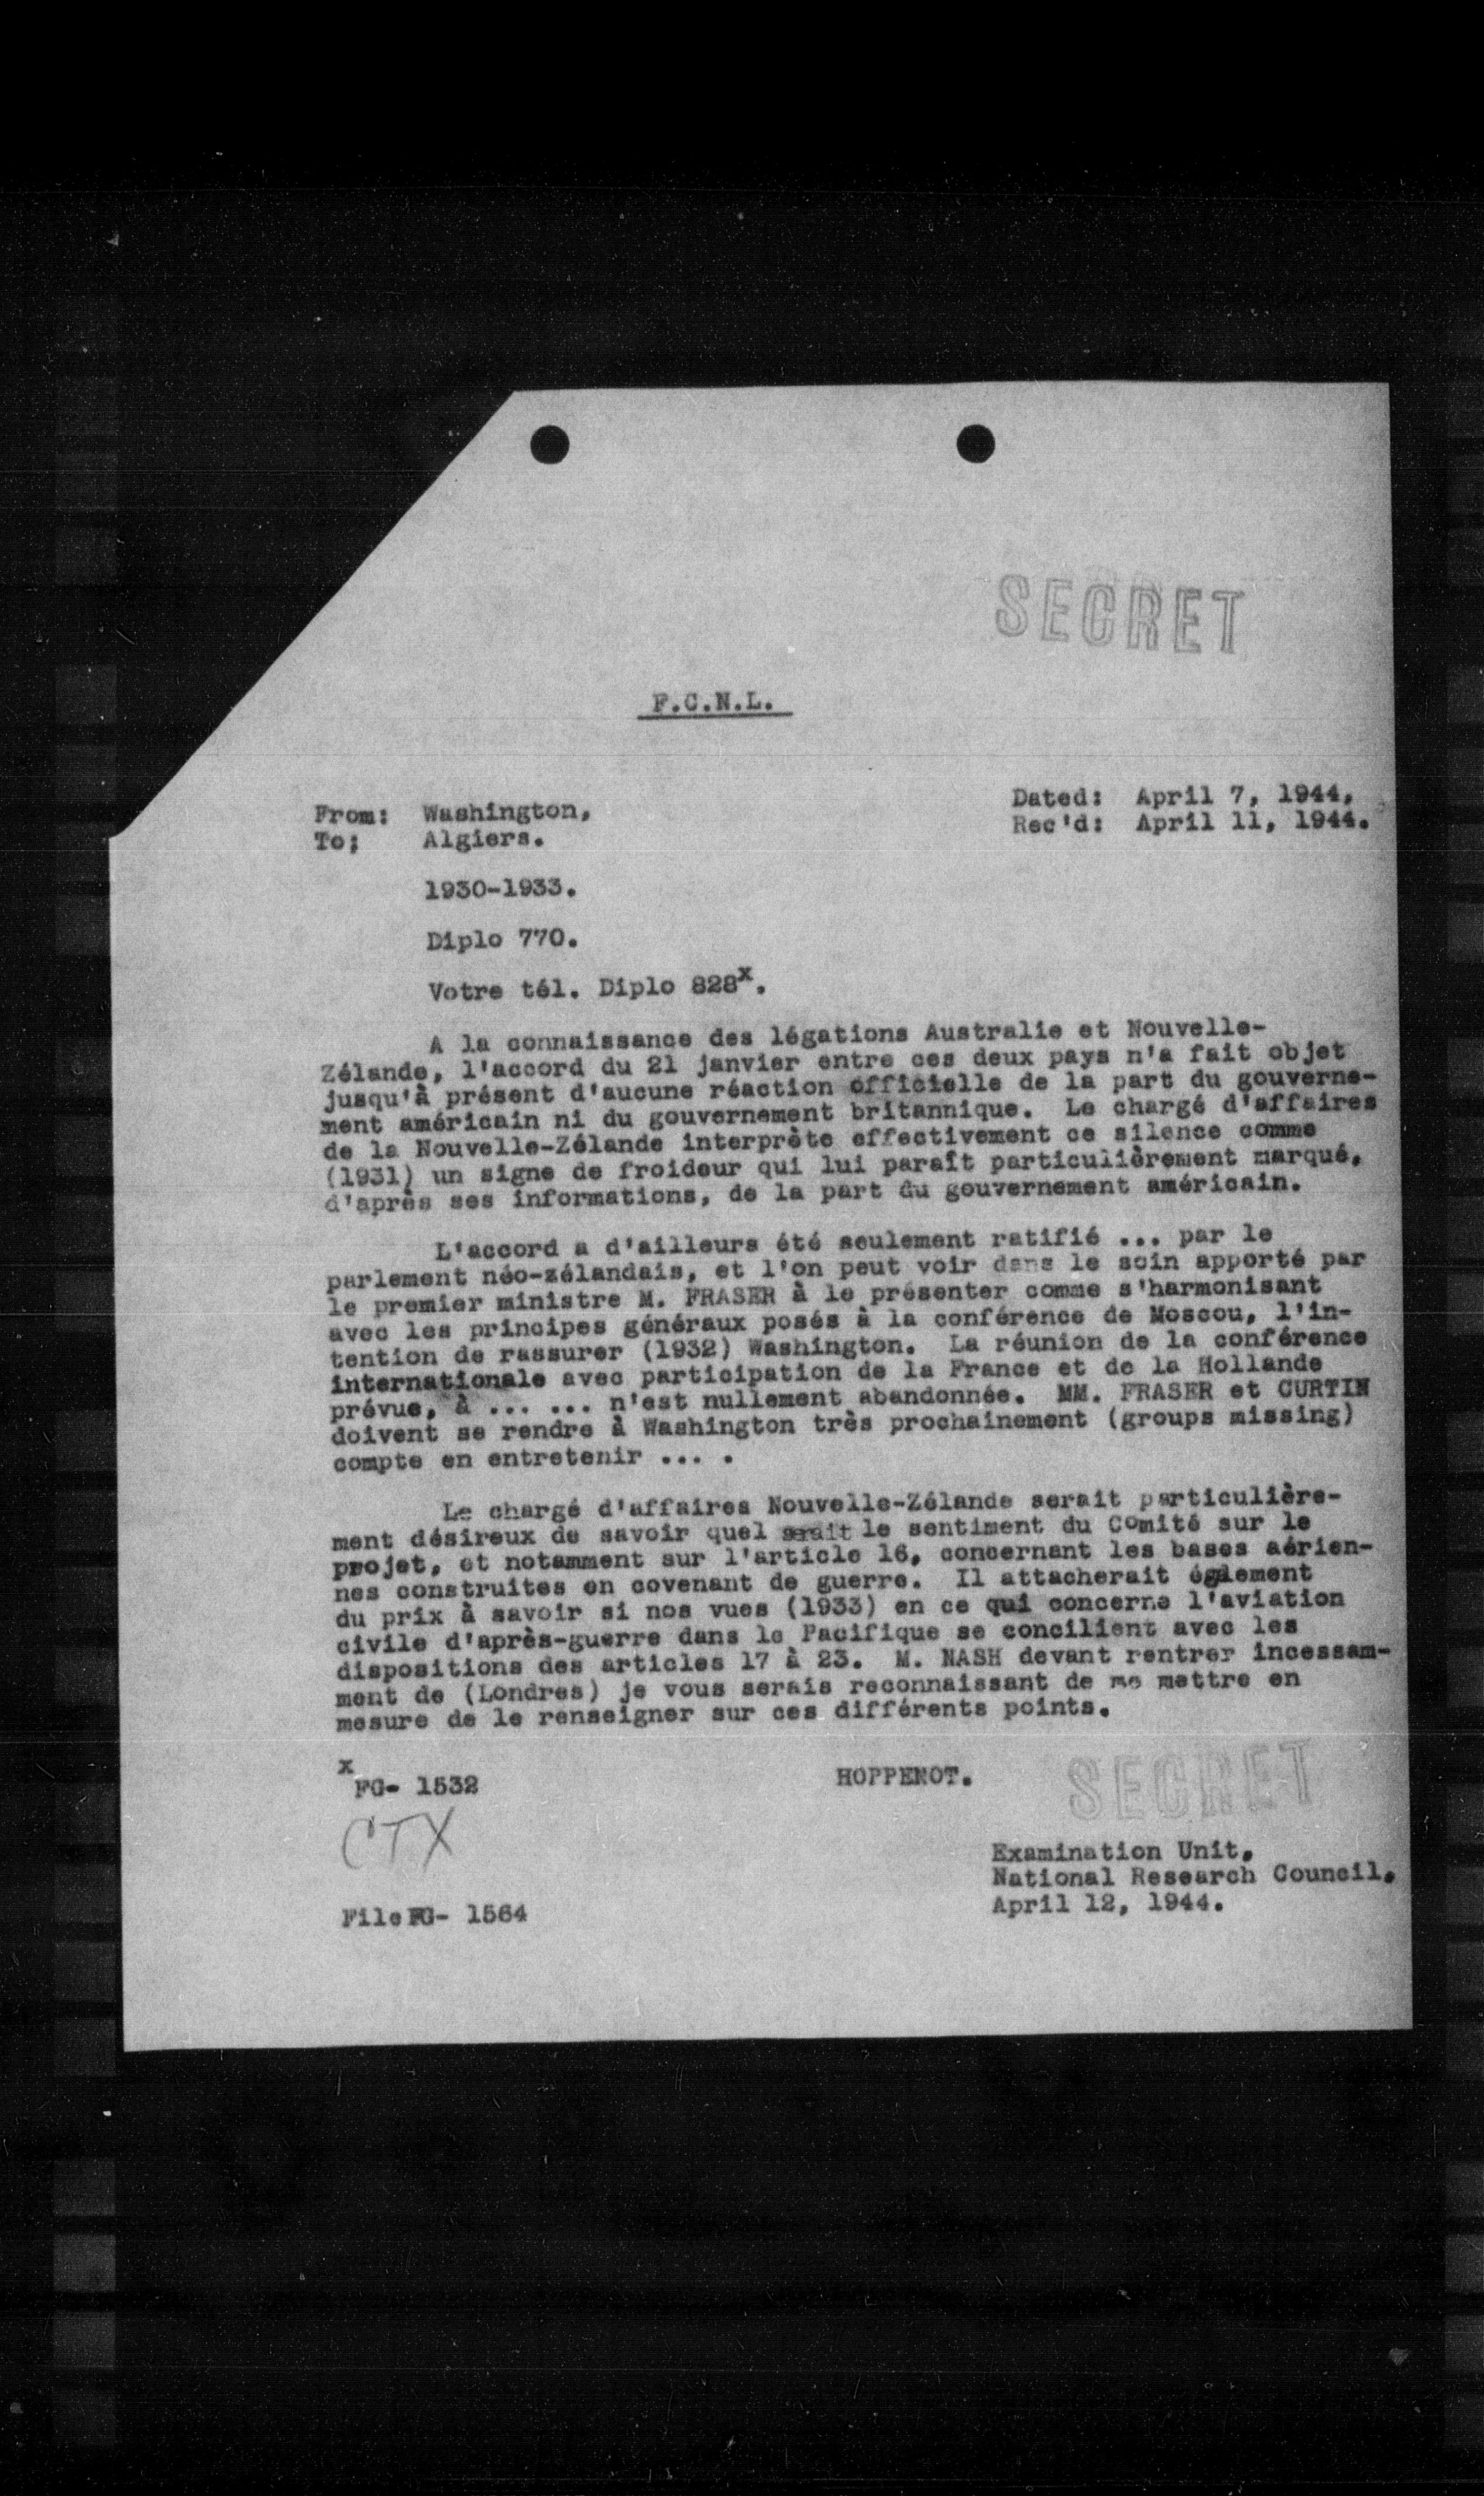 SECRET
F.C.N.L.
From: Washington,
To: Algiers.
Dated: April 7, 1944,
Rec'd: April 11, 1944.
1930-1933.
Diplo 770.
Votre tél. Diplo 828x.
A la connaissance des légations Australie et Nouvelle-
Zélande, l'accord du 21 janvier entre ces deux pays n'a fait objet
jusqu'à présent d'aucune réaction officielle de la part du gouverne-
ment américain ni du gouvernement britannique. Le chargé d'affaires
de la Nouvelle-Zélande interprète effectivement ce silence comme
(1931) un signe de froideur qui lui paraît particulièrement marqué,
d'après ses informations, de la part du gouvernement américain.
L'accord a d'ailleurs été seulement ratifié ... par le
parlement néo-zélandais, et l'on peut voir dans le soin apporté par
le premier ministre M. FRASER à le présenter comme s'harmonisant
avec les principes généraux posés à la conférence de Moscou, l'in-
tention de rassurer (1932) Washington. La réunion de la conférence
internationale avec participation de la France et de la Hollande
prévue, à ... ... n'est nullement abandonnée. MM. FRASER et CURTIN
doivent se rendre à Washington très prochainement (groups missing)
compte en entretenir ... .
Le chargé d'affaires Nouvelle-Zélande serait particulière-
ment désireux de savoir quel serait le sentiment du Comité sur le
projet, et notamment sur l'article 16, concernant les bases aérien-
nes construites en covenant de guerre. Il attacherait également
du prix à savoir si nos vues (1933) en ce qui concerne l'aviation
civile d'après-guerre dans le Pacifique se concilient avec les
dispositions des articles 17 à 23. M. NASH devant rentrer incessam-
ment de (Londres) je vous serais reconnaissant de me mettre en
mesure de le renseigner sur ces différents points.
x
FG- 1532
HOPPENOT.
SECRET
CTX
Examination Unit,
National Research Council.
April 12, 1944.
File FG- 1564